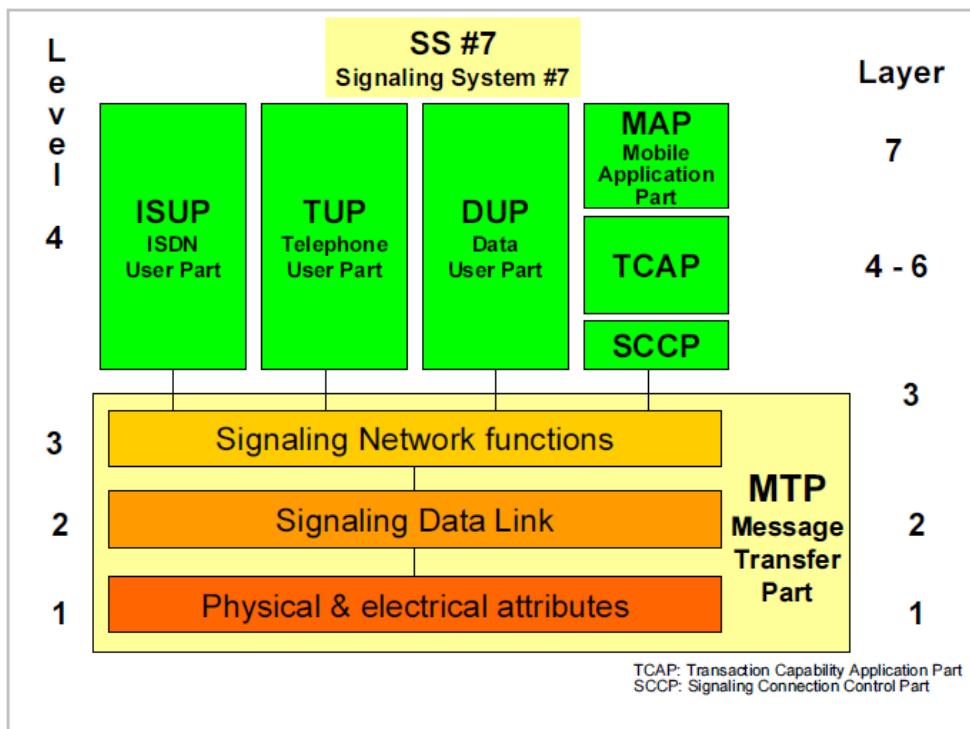 SS #7
Signaling System #7
Level
Layer
ISUP
ISDN
User Part
TUP
Telephone
User Part
DUP
Data
User Part
MAP
Mobile
Application
Part
7
4
TCAP
4 - 6
SCCP
3
3
Signaling Network functions
MTP
Message
Transfer
Part
2
Signaling Data Link
2
1
Physical & electrical attributes
1
TCAP: Transaction Capability Application Part
SCCP: Signaling Connection Control Part